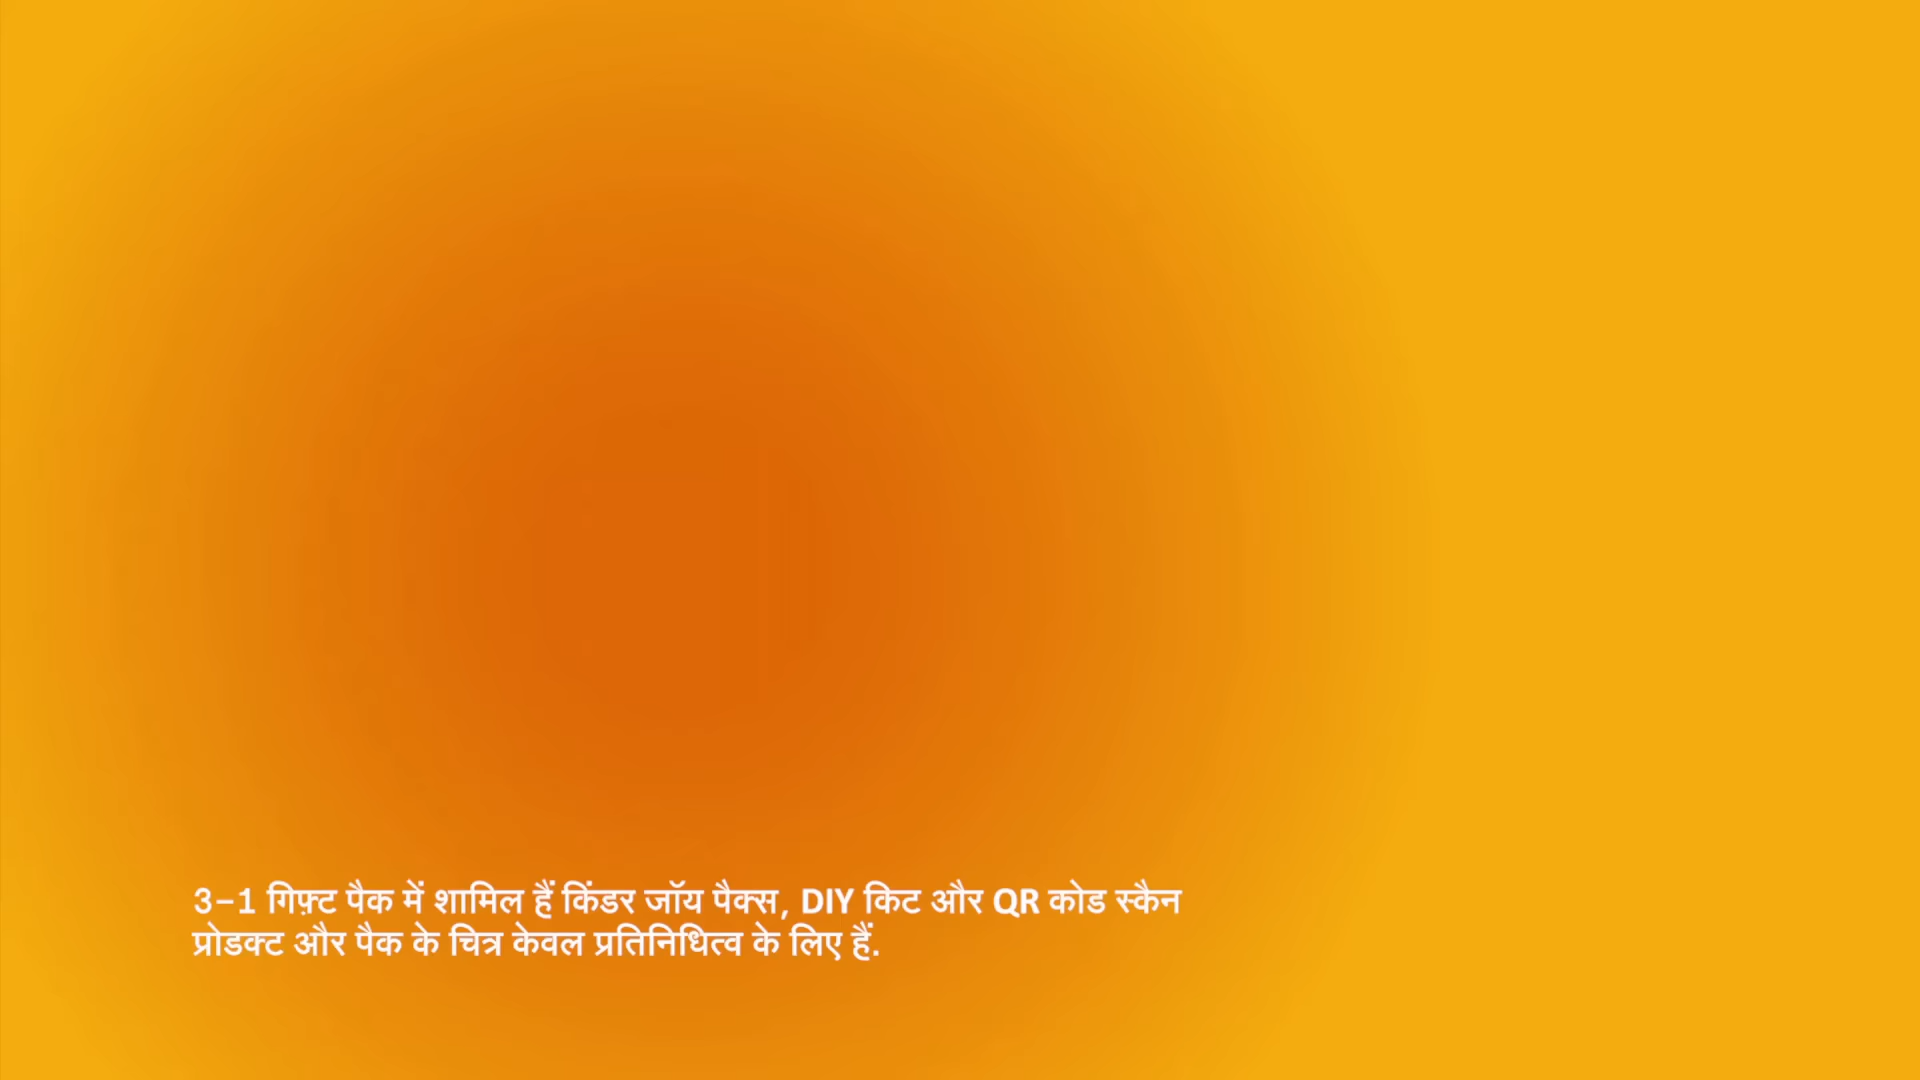 3–1 गिफ़्ट पैक में शामिल हैं किंडर जॉय पैक्स, DIY किट और QR कोड स्कैन
प्रोडक्ट और पैक के चित्र केवल प्रतिनिधित्व के लिए हैं.